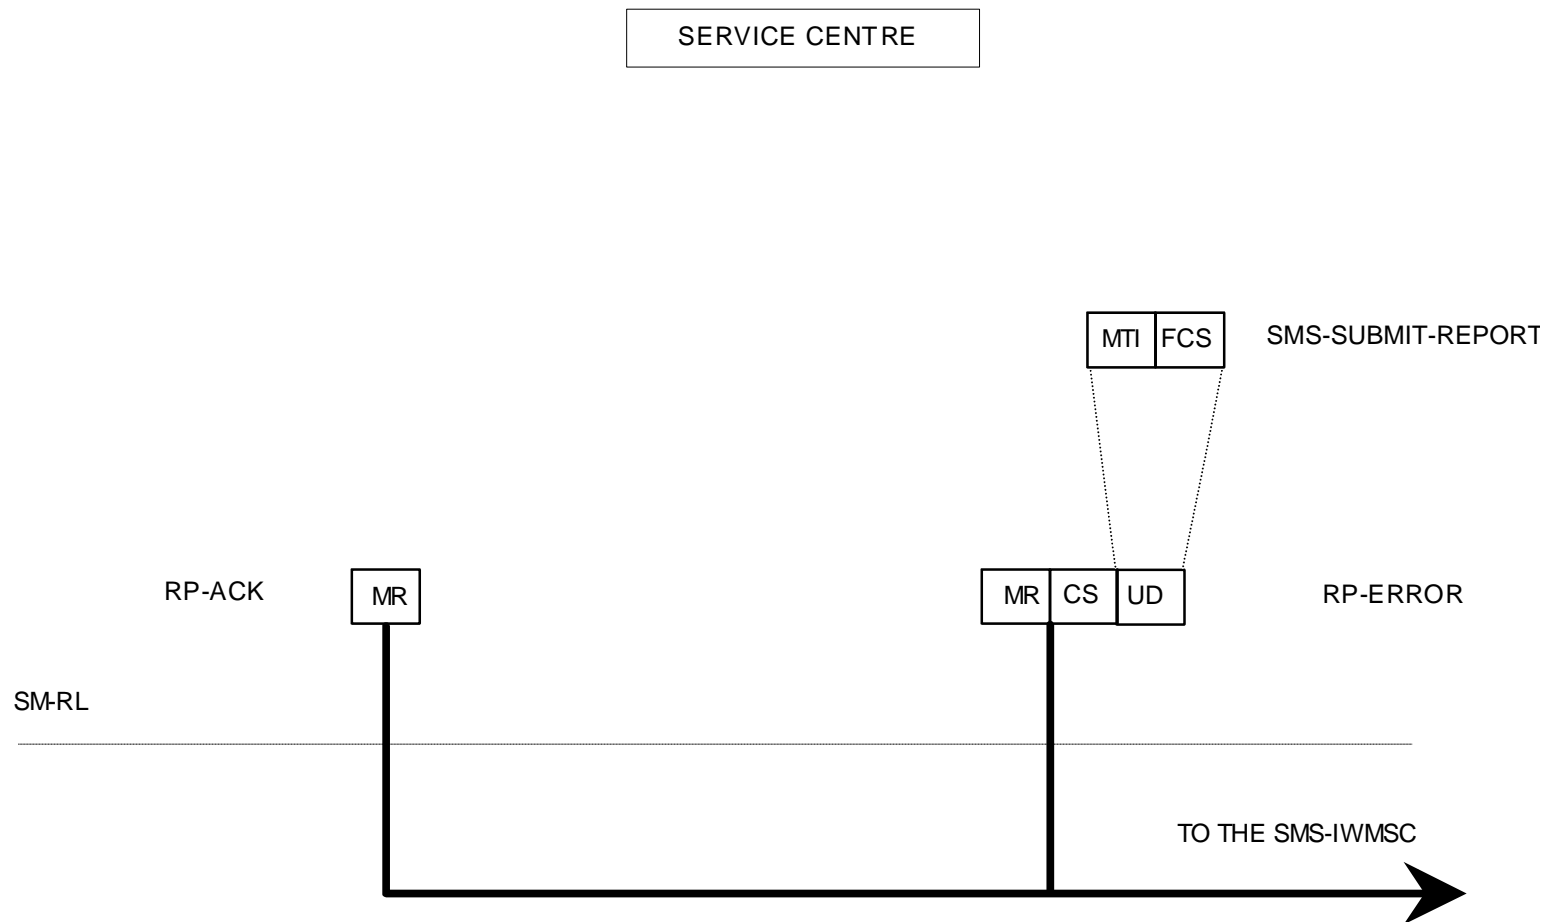 SERVICE CENTRE
MTI FCS SMS-SUBMIT-REPORT
RP-ACK MR MR CS UD RP-ERROR
SM-RL
TO THE SMS-IWMSC